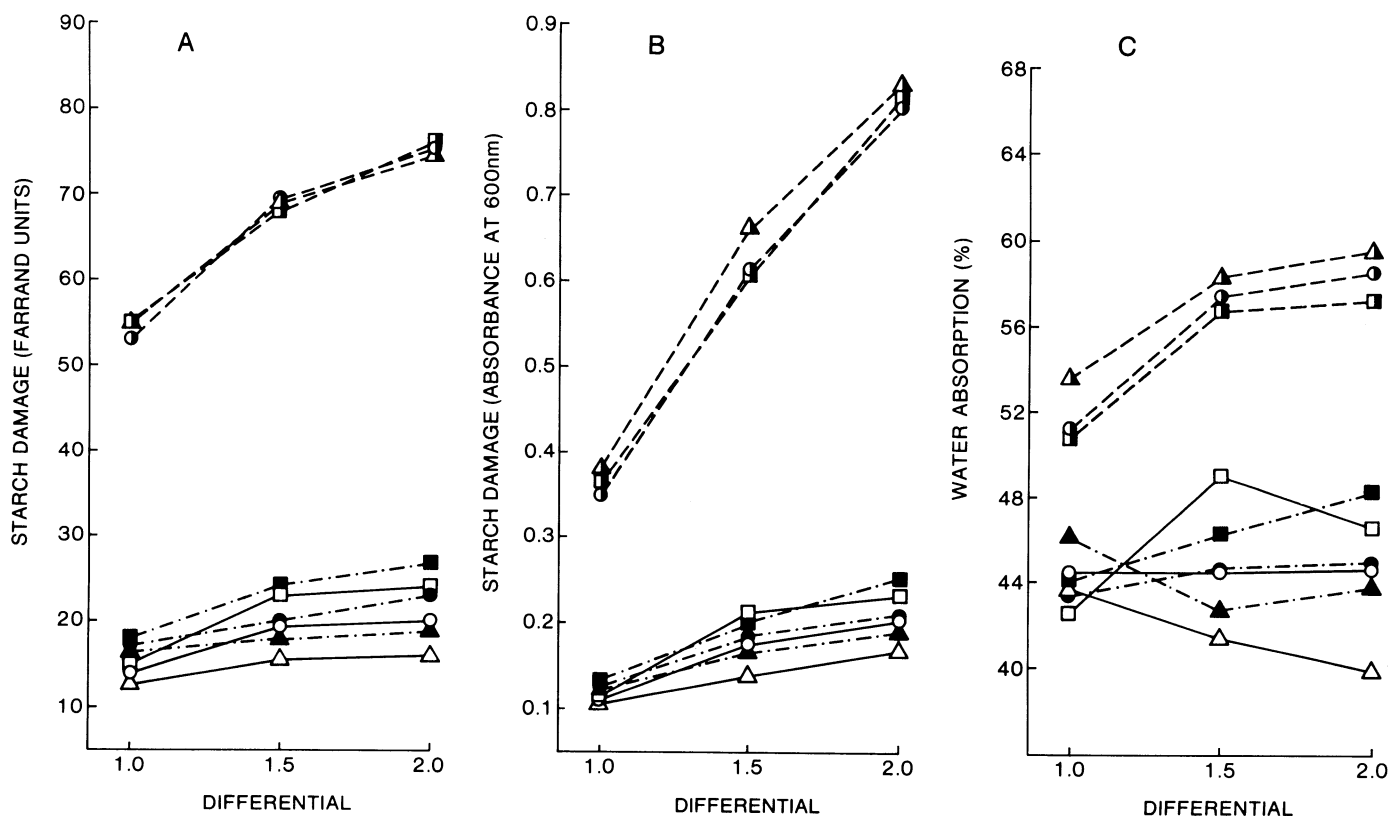 A
STARCH DAMAGE (FARRAND UNITS)
90
80
70
60
50
40
30
20
10
1.0 1.5 2.0
DIFFERENTIAL
B
STARCH DAMAGE (ABSORBANCE AT 600nm)
0.9
0.8
0.7
0.6
0.5
0.4
0.3
0.2
0.1
1.0 1.5 2.0
DIFFERENTIAL
C
WATER ABSORPTION (%)
68
64
60
56
52
48
44
40
1.0 1.5 2.0
DIFFERENTIAL